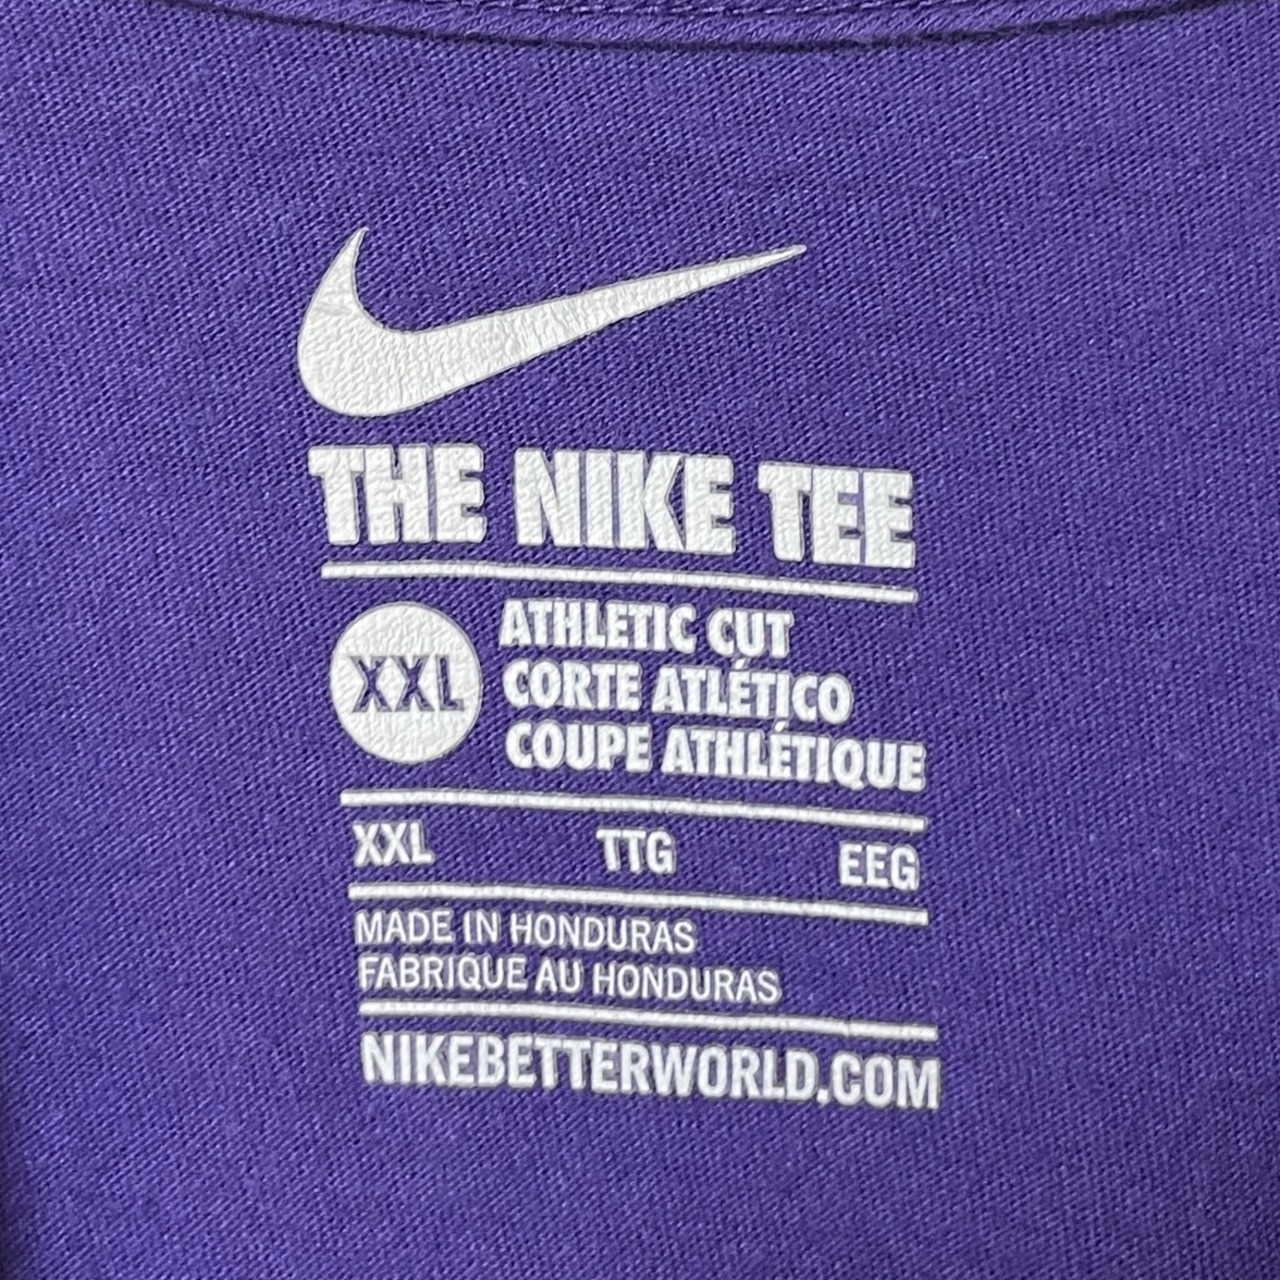 THE NIKE TEE
XXL
ATHLETIC CUT
CORTE ATLÉTICO
COUPE ATHLÉTIQUE
XXL TTG EEG
MADE IN HONDURAS
FABRIQUE AU HONDURAS
NIKEBETTERWORLD.COM